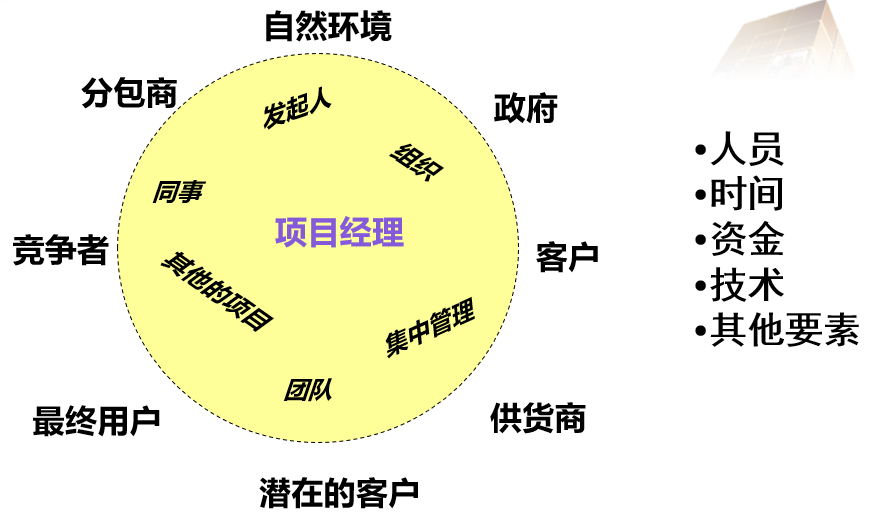 自然环境
分包商
发起人
政府
组织
同事
项目经理
竞争者
客户
其他的项目
集中管理
团队
最终用户
供货商
潜在的客户
•人员
•时间
•资金
•技术
•其他要素